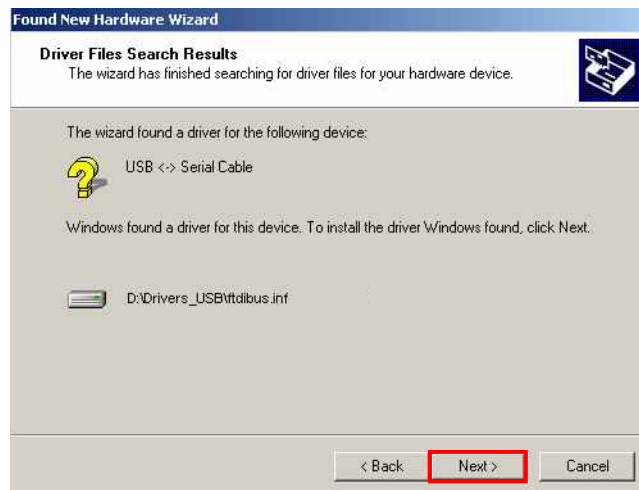 Found New Hardware Wizard
Driver Files Search Results
The wizard has finished searching for driver files for your hardware device.
The wizard found a driver for the following device:
USB <-> Serial Cable
Windows found a driver for this device. To install the driver Windows found, click Next.
D:\Drivers_USB\ftdibus.inf
< Back Next > Cancel